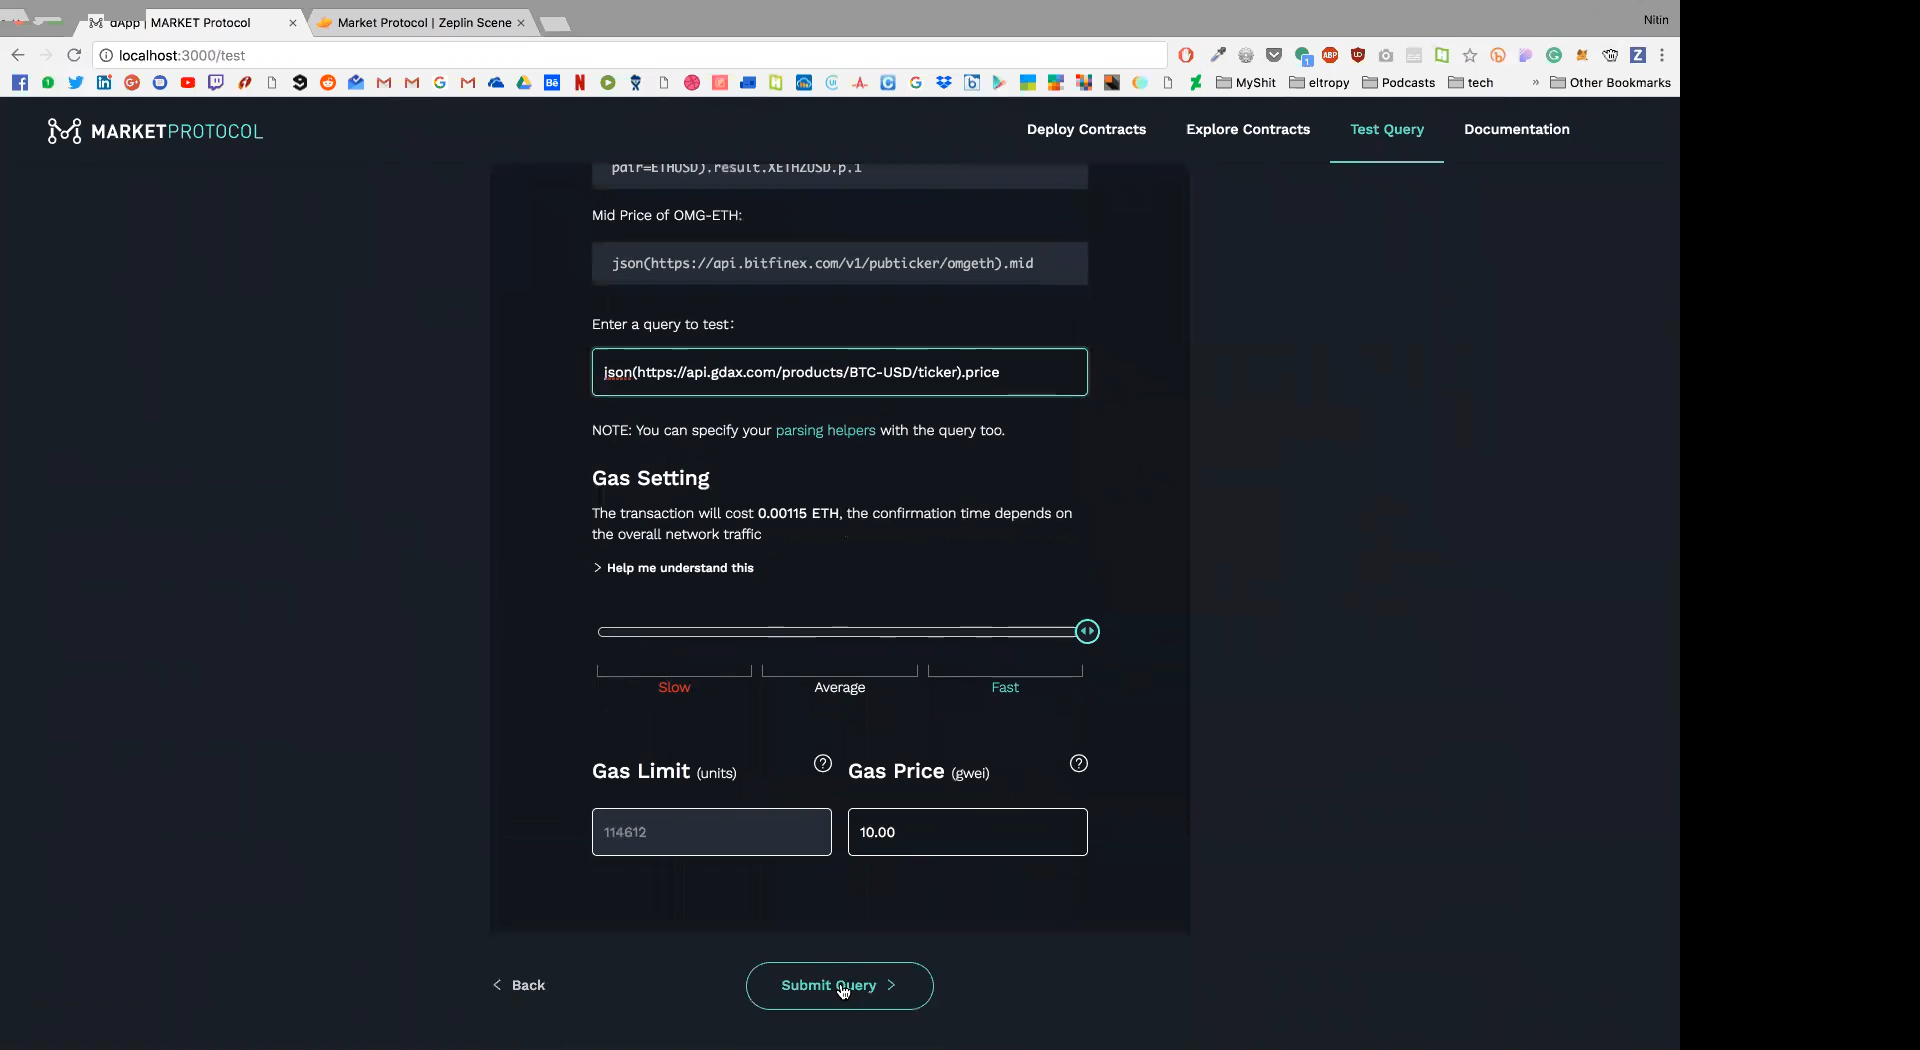 dApp | MARKET Protocol
Market Protocol | Zeplin Scene
Nitin
localhost:3000/test
MyShit
eltropy
Podcasts
tech
»
Other Bookmarks
MARKETPROTOCOL
Deploy Contracts
Explore Contracts
Test Query
Documentation
pair=ETHUSD).result.XETHZUSD.p.1
Mid Price of OMG-ETH:
json(https://api.bitfinex.com/v1/pubticker/omgeth).mid
Enter a query to test:
json(https://api.gdax.com/products/BTC-USD/ticker).price
NOTE: You can specify your parsing helpers with the query too.
Gas Setting
The transaction will cost 0.00115 ETH, the confirmation time depends on
the overall network traffic
> Help me understand this
Slow
Average
Fast
Gas Limit (units)
?
Gas Price (gwei)
?
114612
10.00
< Back
Submit Query >